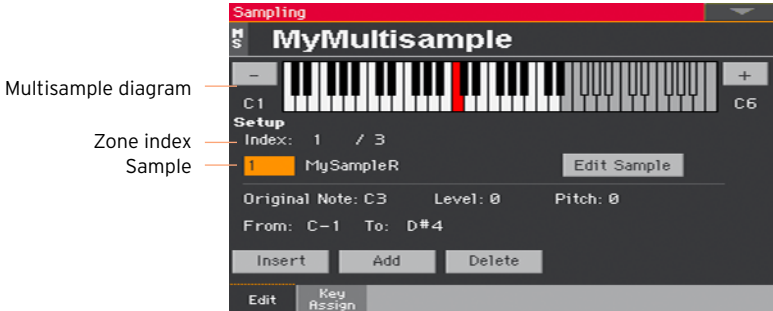 Sampling
MS MyMultisample
Multisample diagram
- +
C1 C6
Setup
Zone index
Index: 1 / 3
Sample
1 MySampleR Edit Sample
Original Note: C3 Level: 0 Pitch: 0
From: C-1 To: D#4
Insert Add Delete
Edit Key Assign